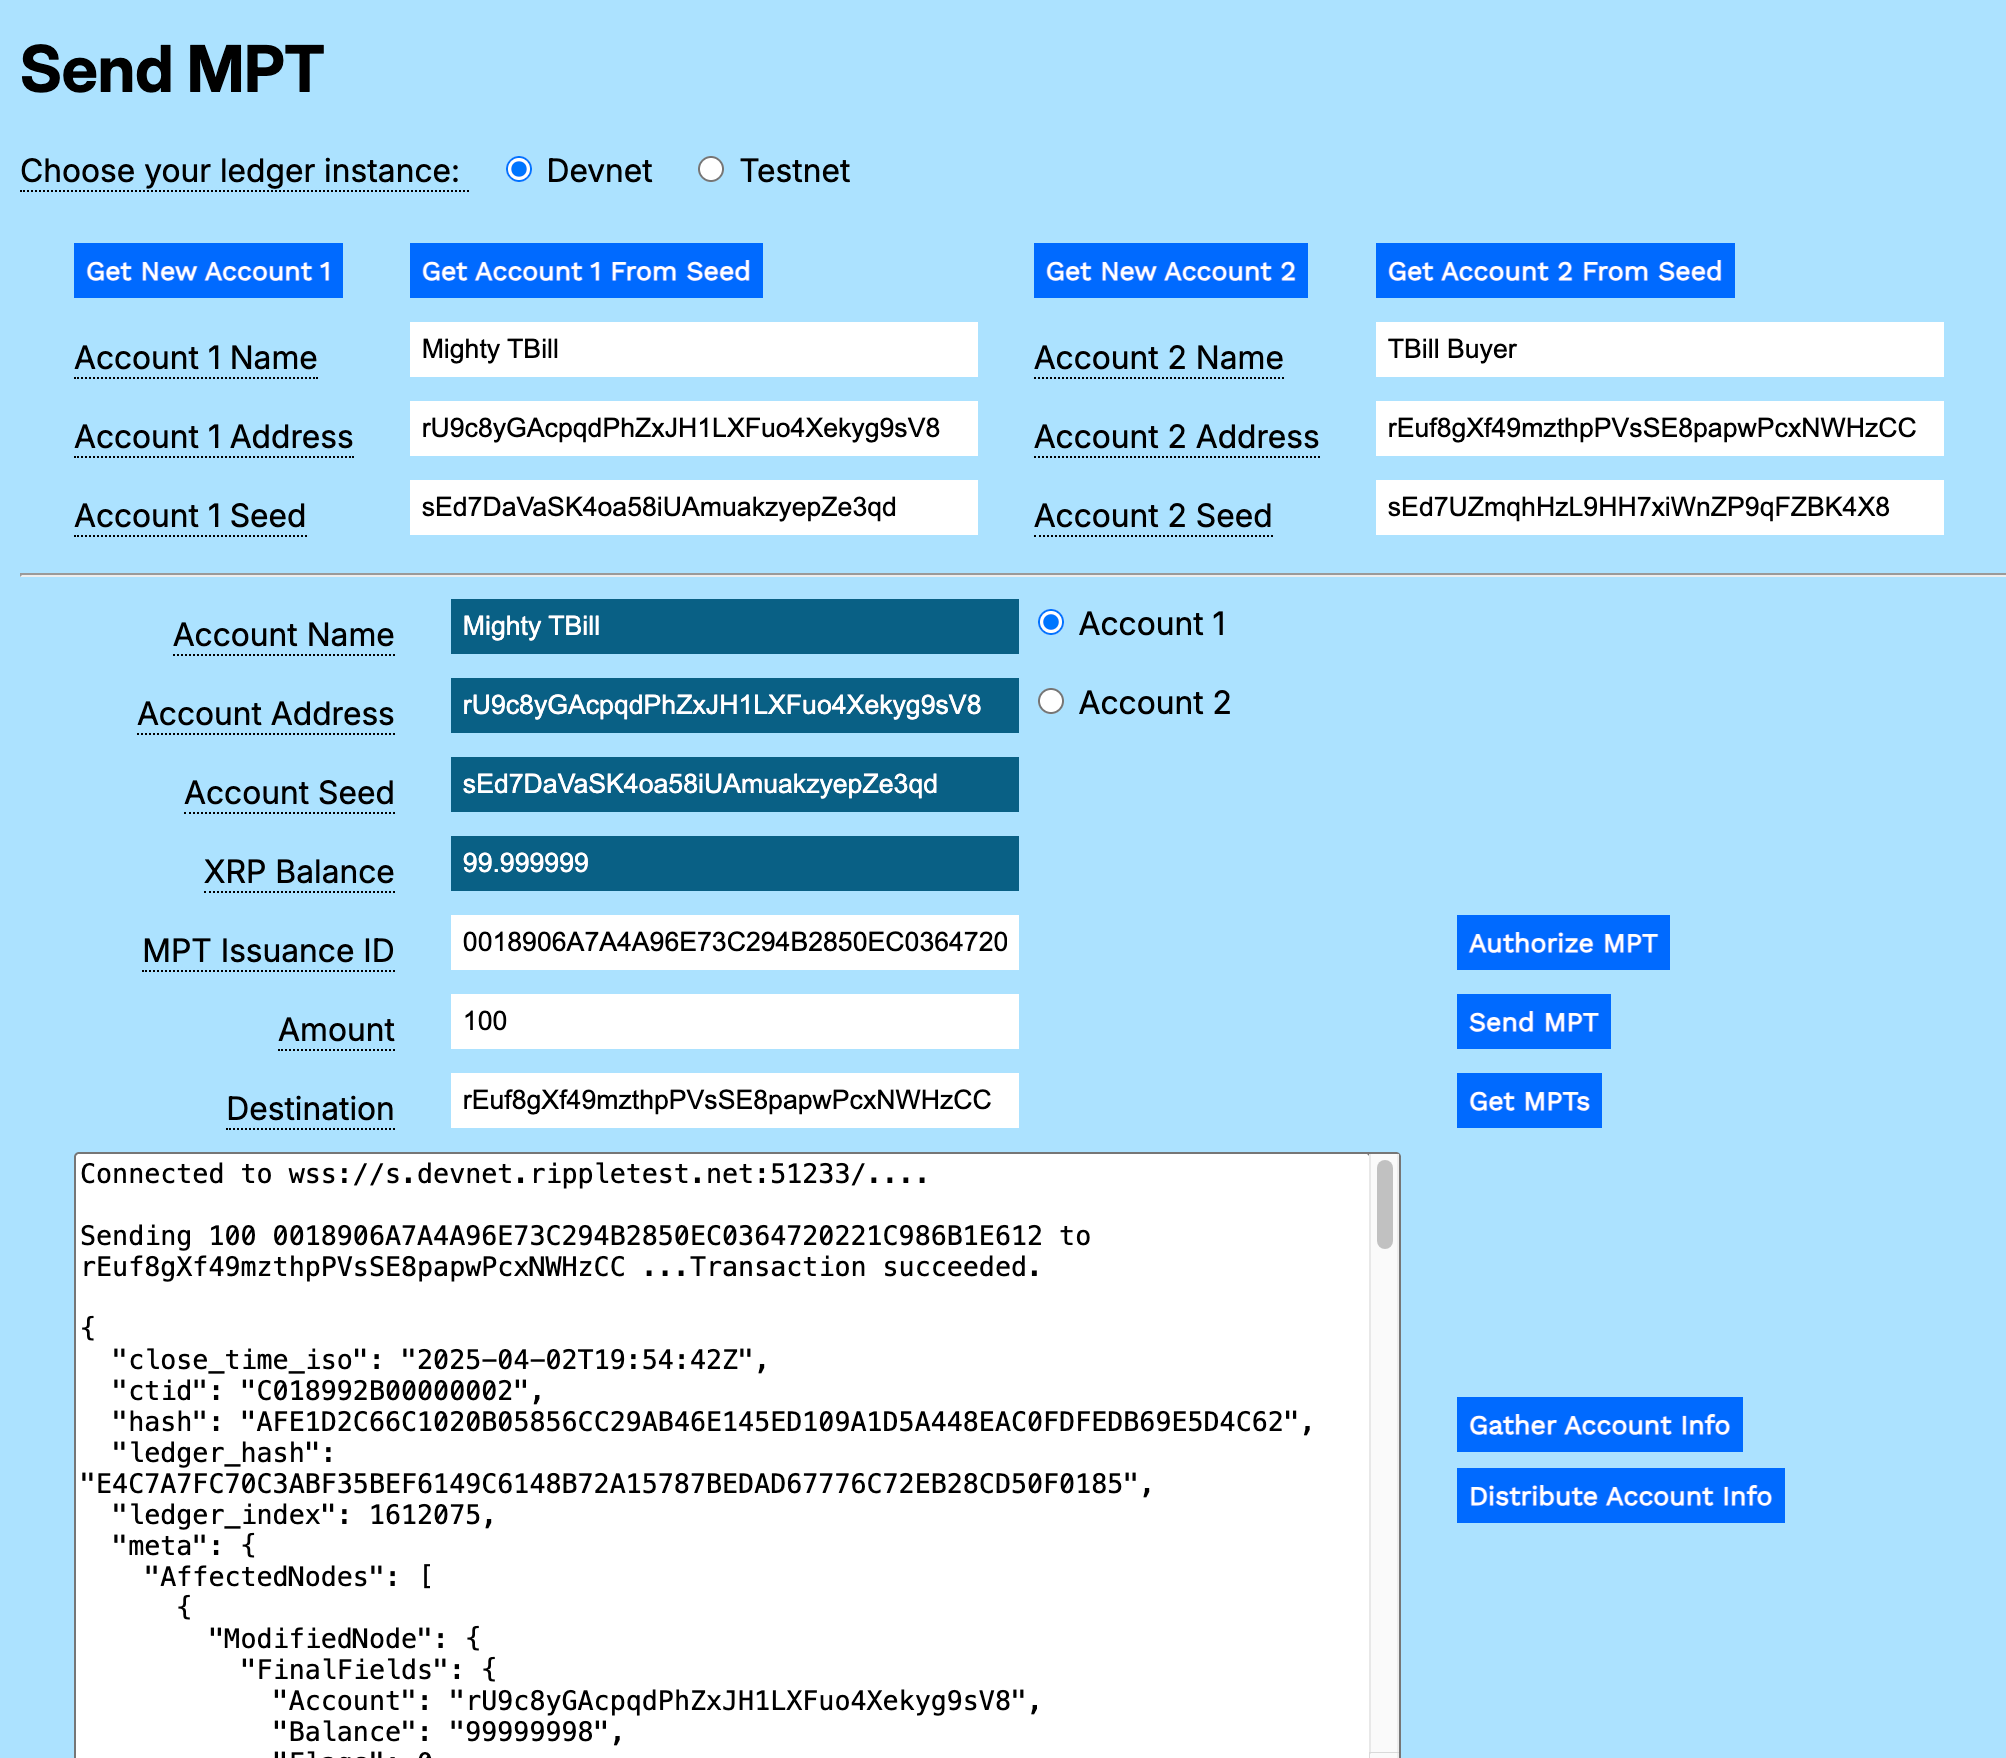 Send MPT
Choose your ledger instance: Devnet Testnet
Get New Account 1 Get Account 1 From Seed Get New Account 2 Get Account 2 From Seed
Account 1 Name Mighty TBill Account 2 Name TBill Buyer
Account 1 Address rU9c8yGAcpqdPhZxJH1LXFuo4Xekyg9sV8 Account 2 Address rEuf8gXf49mzthpPVsSE8papwPcxNWHzCC
Account 1 Seed sEd7DaVaSK4oa58iUAmuakzyepZe3qd Account 2 Seed sEd7UZmqhHzL9HH7xiWnZP9qFZBK4X8
Account Name Mighty TBill Account 1
Account Address rU9c8yGAcpqdPhZxJH1LXFuo4Xekyg9sV8 Account 2
Account Seed sEd7DaVaSK4oa58iUAmuakzyepZe3qd
XRP Balance 99.999999
MPT Issuance ID 0018906A7A4A96E73C294B2850EC0364720 Authorize MPT
Amount 100 Send MPT
Destination rEuf8gXf49mzthpPVsSE8papwPcxNWHzCC Get MPTs
Connected to wss://s.devnet.rippletest.net:51233/....
Sending 100 0018906A7A4A96E73C294B2850EC0364720221C986B1E612 to
rEuf8gXf49mzthpPVsSE8papwPcxNWHzCC ...Transaction succeeded.
{
"close_time_iso": "2025-04-02T19:54:42Z",
"ctid": "C018992B00000002",
"hash": "AFE1D2C66C1020B05856CC29AB46E145ED109A1D5A448EAC0FDFEDB69E5D4C62",
"ledger_hash":
"E4C7A7FC70C3ABF35BEF6149C6148B72A15787BEDAD67776C72EB28CD50F0185",
"ledger_index": 1612075,
"meta": {
"AffectedNodes": [
{
"ModifiedNode": {
"FinalFields": {
"Account": "rU9c8yGAcpqdPhZxJH1LXFuo4Xekyg9sV8",
"Balance": "99999998",
Gather Account Info
Distribute Account Info